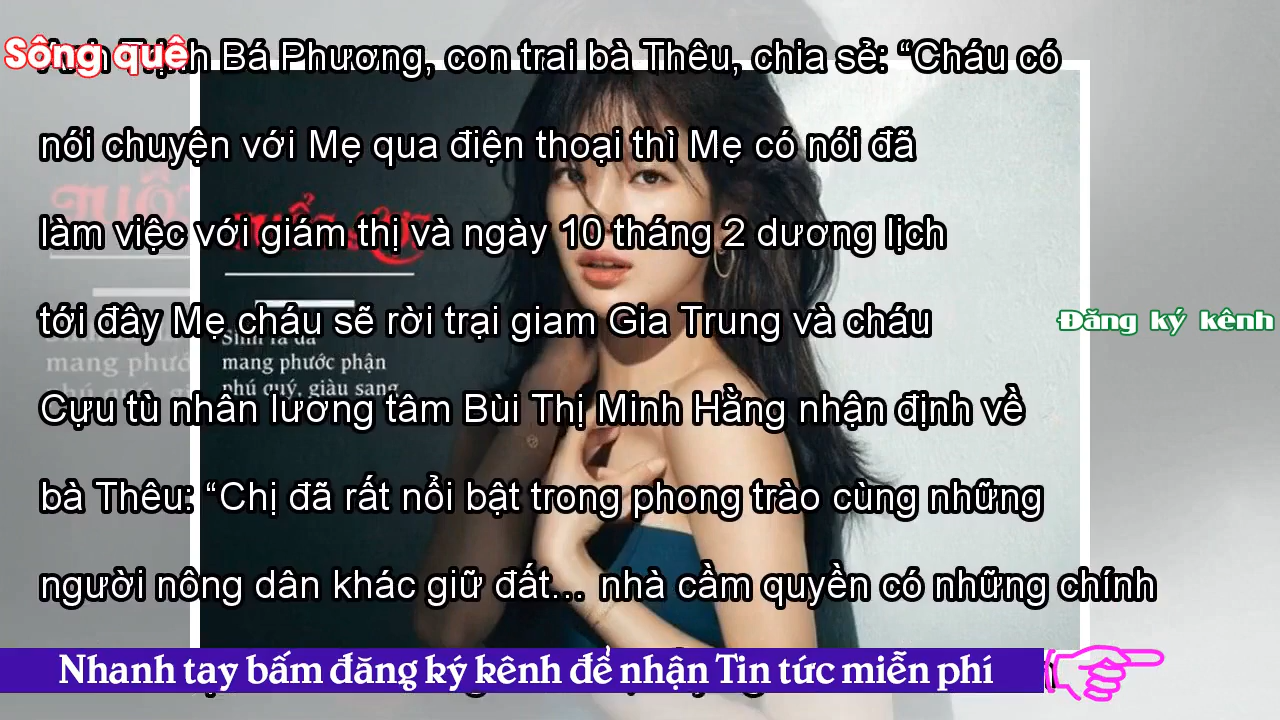 Sông quê
Trịnh Bá Phương, con trai bà Thêu, chia sẻ: “Cháu có
nói chuyện với Mẹ qua điện thoại thì Mẹ có nói đã
làm việc với giám thị và ngày 10 tháng 2 dương lịch
tới đây Mẹ cháu sẽ rời trại giam Gia Trung và cháu
Đăng ký kênh
mang phước phận
phú quý, giàu sang
Cựu tù nhân lương tâm Bùi Thị Minh Hằng nhận định về
bà Thêu: “Chị đã rất nổi bật trong phong trào cùng những
người nông dân khác giữ đất... nhà cầm quyền có những chính
Nhanh tay bấm đăng ký kênh để nhận Tin tức miễn phí